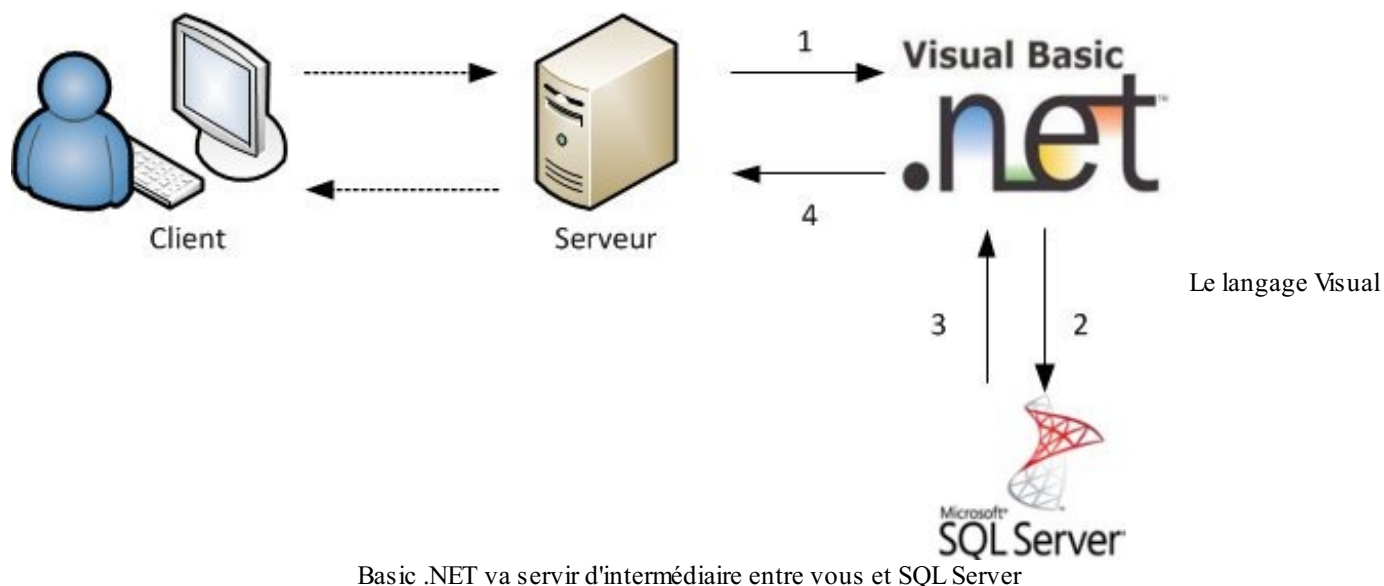 1
Visual Basic
.net™
4
Client
Serveur
Le langage Visual
3
2
Microsoft®
SQL Server®
Basic .NET va servir d'intermédiaire entre vous et SQL Server